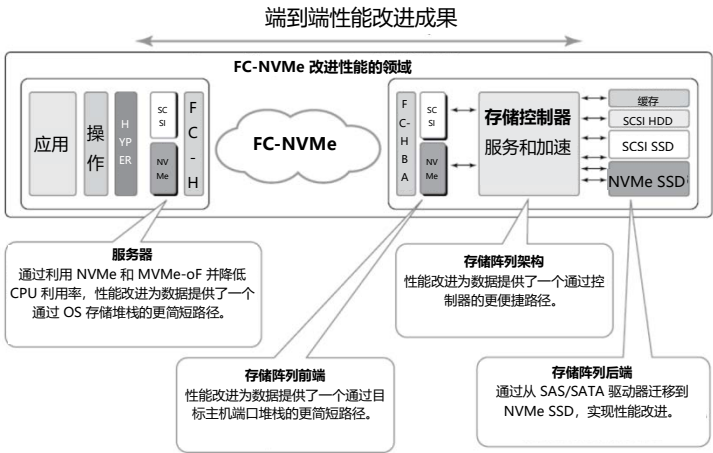 端到端性能改进成果
FC-NVMe 改进性能的领域
应用
操
作
H
YP
ER
SC
SI
NV
Me
F
C
-
H
FC-NVMe
F
C-
H
B
A
SC
SI
NV
Me
存储控制器
服务和加速
缓存
SCSI HDD
SCSI SSD
NVMe SSD
服务器
通过利用 NVMe 和 MVMe-oF 并降低
CPU 利用率，性能改进为数据提供了一个
通过 OS 存储堆栈的更简短路径。
存储阵列架构
性能改进为数据提供了一个通过控
制器的更便捷路径。
存储阵列前端
性能改进为数据提供了一个通过目
标主机端口堆栈的更简短路径。
存储阵列后端
通过从 SAS/SATA 驱动器迁移到
NVMe SSD，实现性能改进。